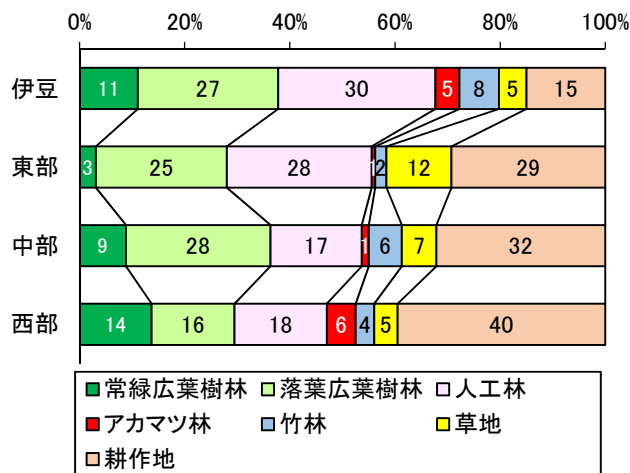 0% 20% 40% 60% 80% 100%
伊豆 11 27 30 5 8 5 15
東部 3 25 28 1 2 12 29
中部 9 28 17 1 6 7 32
西部 14 16 18 6 4 5 40
常緑広葉樹林 落葉広葉樹林 人工林
アカマツ林 竹林 草地
耕作地